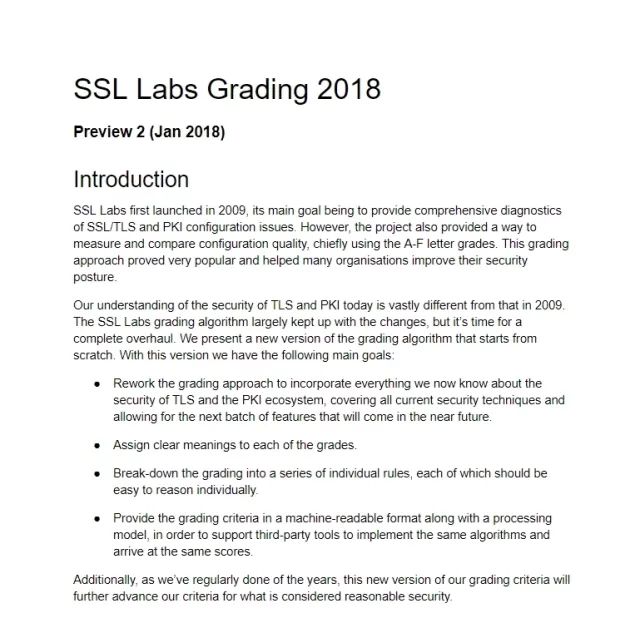 SSL Labs Grading 2018
Preview 2 (Jan 2018)
Introduction
SSL Labs first launched in 2009, its main goal being to provide comprehensive diagnostics
of SSL/TLS and PKI configuration issues. However, the project also provided a way to
measure and compare configuration quality, chiefly using the A-F letter grades. This grading
approach proved very popular and helped many organisations improve their security
posture.
Our understanding of the security of TLS and PKI today is vastly different from that in 2009.
The SSL Labs grading algorithm largely kept up with the changes, but it's time for a
complete overhaul. We present a new version of the grading algorithm that starts from
scratch. With this version we have the following main goals:
● Rework the grading approach to incorporate everything we now know about the
security of TLS and the PKI ecosystem, covering all current security techniques and
allowing for the next batch of features that will come in the near future.
● Assign clear meanings to each of the grades.
● Break-down the grading into a series of individual rules, each of which should be
easy to reason individually.
● Provide the grading criteria in a machine-readable format along with a processing
model, in order to support third-party tools to implement the same algorithms and
arrive at the same scores.
Additionally, as we've regularly done of the years, this new version of our grading criteria will
further advance our criteria for what is considered reasonable security.